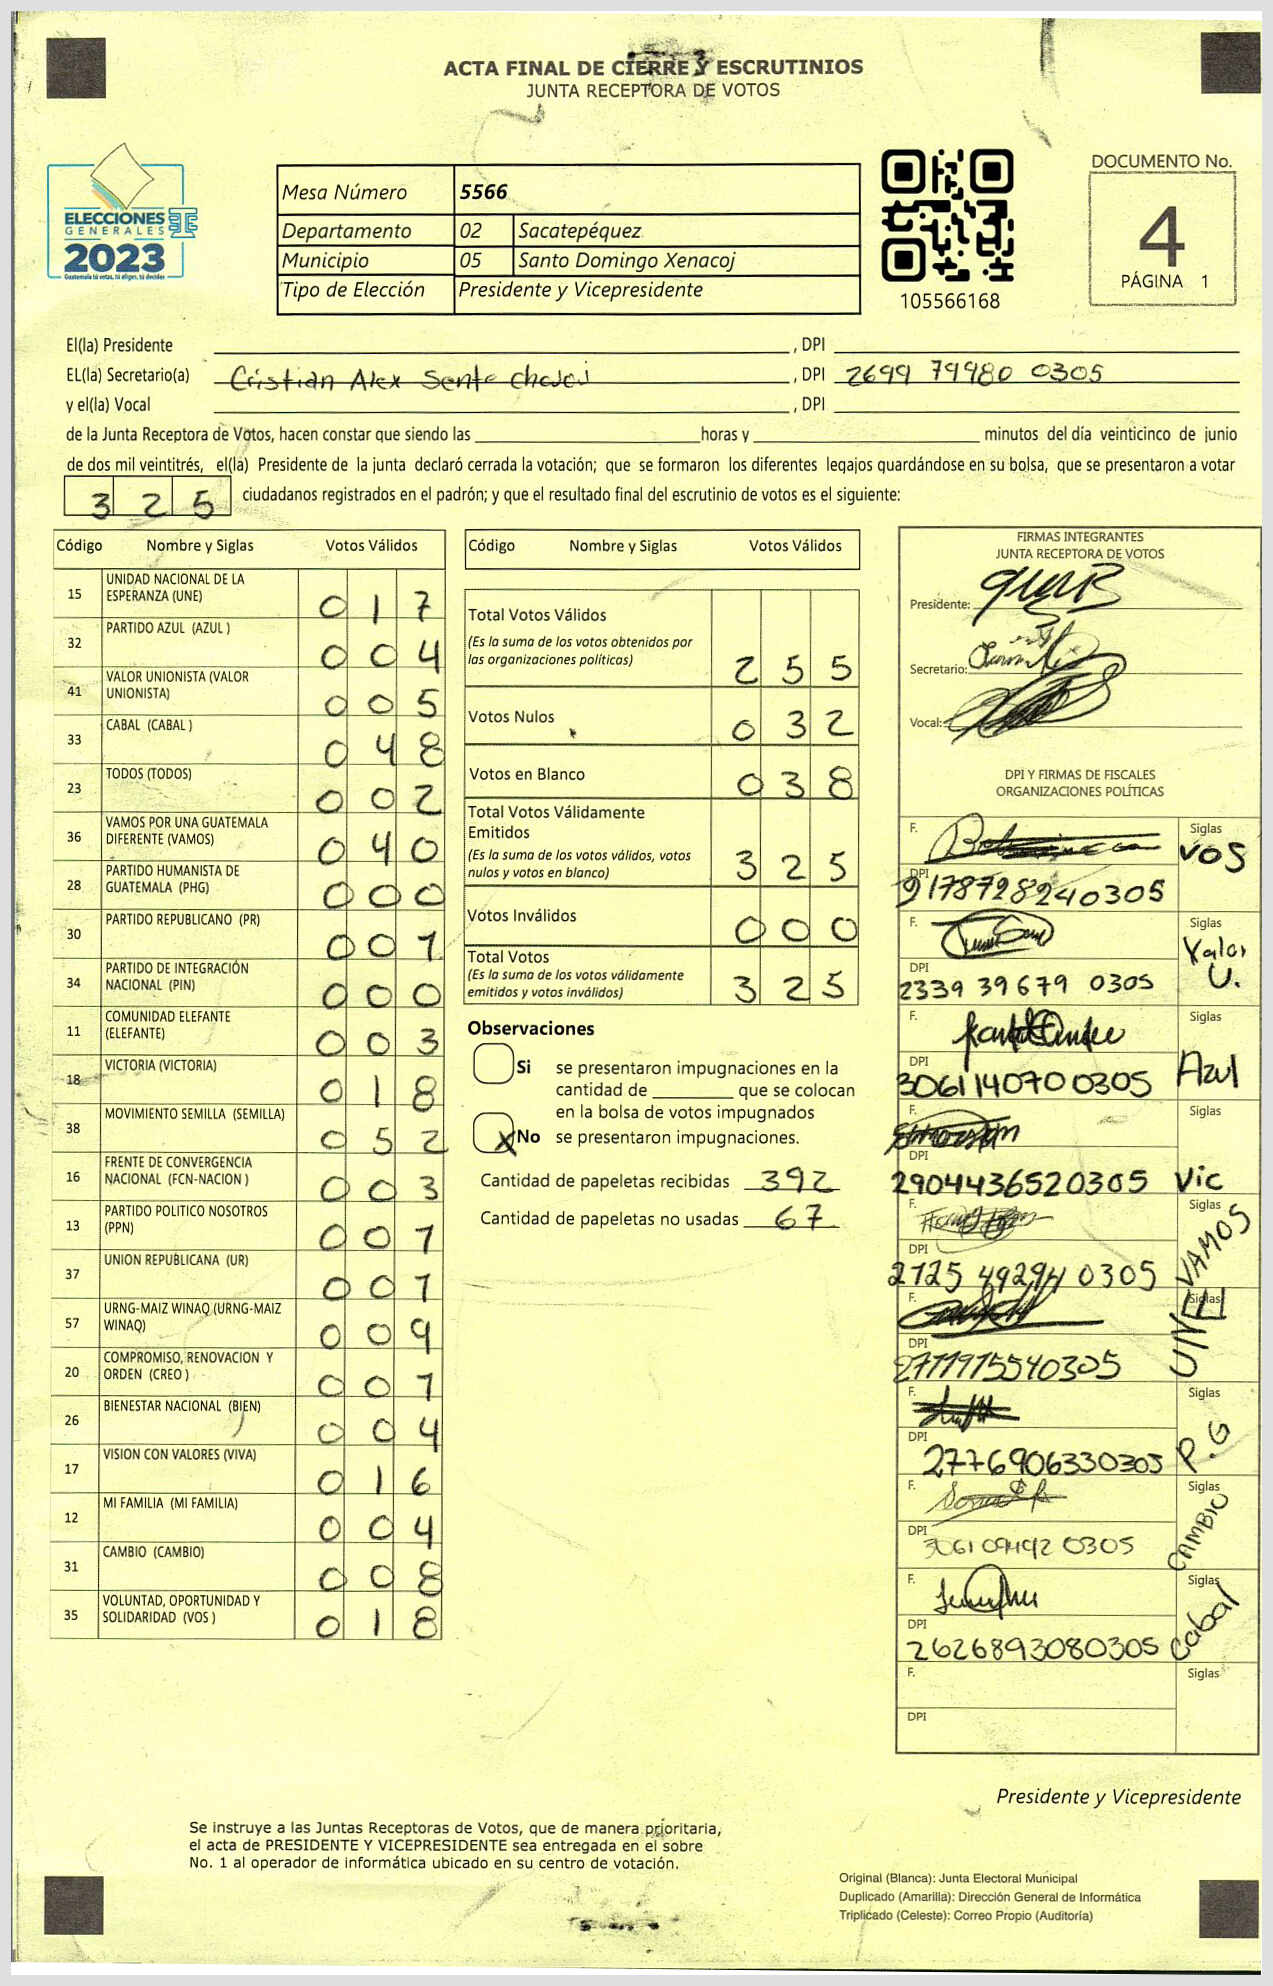 ACTA FINAL DE CIERRE Y ESCRUTINIOS
JUNTA RECEPTORA DE VOTOS
ELECCIONES
GENERALES
2023
Guatemala tú votas, tú eliges, tú decides
Mesa Número 5566
Departamento 02 Sacatepéquez
Municipio 05 Santo Domingo Xenacoj
Tipo de Elección Presidente y Vicepresidente
105566168
DOCUMENTO No.
4
PÁGINA 1
El(la) Presidente , DPI
EL(la) Secretario(a) Cristian Alex Sente , DPI 2699 79980 0305
y el(la) Vocal , DPI
de la Junta Receptora de Votos, hacen constar que siendo las horas y minutos del día veinticinco de junio
de dos mil veintitrés, el(la) Presidente de la junta declaró cerrada la votación; que se formaron los diferentes legajos guardándose en su bolsa, que se presentaron a votar
3 2 5 ciudadanos registrados en el padrón; y que el resultado final del escrutinio de votos es el siguiente:
Código Nombre y Siglas Votos Válidos
15 UNIDAD NACIONAL DE LA ESPERANZA (UNE) 0 1 7
32 PARTIDO AZUL (AZUL ) 0 0 4
41 VALOR UNIONISTA (VALOR UNIONISTA) 0 0 5
33 CABAL (CABAL ) 0 4 8
23 TODOS (TODOS) 0 0 2
36 VAMOS POR UNA GUATEMALA DIFERENTE (VAMOS) 0 4 0
28 PARTIDO HUMANISTA DE GUATEMALA (PHG) 0 0 0
30 PARTIDO REPUBLICANO (PR) 0 0 1
34 PARTIDO DE INTEGRACIÓN NACIONAL (PIN) 0 0 0
11 COMUNIDAD ELEFANTE (ELEFANTE) 0 0 3
18 VICTORIA (VICTORIA) 0 1 8
38 MOVIMIENTO SEMILLA (SEMILLA) 0 5 2
16 FRENTE DE CONVERGENCIA NACIONAL (FCN-NACION ) 0 0 3
13 PARTIDO POLITICO NOSOTROS (PPN) 0 0 1
37 UNION REPUBLICANA (UR) 0 0 1
57 URNG-MAIZ WINAQ (URNG-MAIZ WINAQ) 0 0 9
20 COMPROMISO, RENOVACION Y ORDEN (CREO ) 0 0 1
26 BIENESTAR NACIONAL (BIEN) 0 0 4
17 VISION CON VALORES (VIVA) 0 1 6
12 MI FAMILIA (MI FAMILIA) 0 0 4
31 CAMBIO (CAMBIO) 0 0 8
35 VOLUNTAD, OPORTUNIDAD Y SOLIDARIDAD (VOS ) 0 1 8
Código Nombre y Siglas Votos Válidos
Total Votos Válidos
(Es la suma de los votos obtenidos por
las organizaciones políticas) 2 5 5
Votos Nulos 0 3 2
Votos en Blanco 0 3 8
Total Votos Válidamente
Emitidos
(Es la suma de los votos válidos, votos
nulos y votos en blanco) 3 2 5
Votos Inválidos 0 0 0
Total Votos
(Es la suma de los votos válidamente
emitidos y votos inválidos) 3 2 5
Observaciones
Si se presentaron impugnaciones en la
cantidad de que se colocan
en la bolsa de votos impugnados
X No se presentaron impugnaciones.
Cantidad de papeletas recibidas 392
Cantidad de papeletas no usadas 67
FIRMAS INTEGRANTES
JUNTA RECEPTORA DE VOTOS
Presidente:
Secretario:
Vocal:
DPI Y FIRMAS DE FISCALES
ORGANIZACIONES POLÍTICAS
F. Siglas VOS
DPI 9178728240305
F. Siglas Valor U.
DPI 2339 39679 0305
F. Siglas Azul
DPI 3061140700305
F. Siglas Vic
DPI 2904436520305
F. Siglas VAMOS
DPI 2725 49294 0305
F. Siglas UNE
DPI
F. Siglas P.G
DPI 2776906330305
F. Siglas CAMBIO
DPI
F. Siglas Cabal
DPI 2626893080305
F. Siglas
DPI
Presidente y Vicepresidente
Se instruye a las Juntas Receptoras de Votos, que de manera prioritaria,
el acta de PRESIDENTE Y VICEPRESIDENTE sea entregada en el sobre
No. 1 al operador de informática ubicado en su centro de votación.
Original (Blanca): Junta Electoral Municipal
Duplicado (Amarilla): Dirección General de Informática
Triplicado (Celeste): Correo Propio (Auditoría)